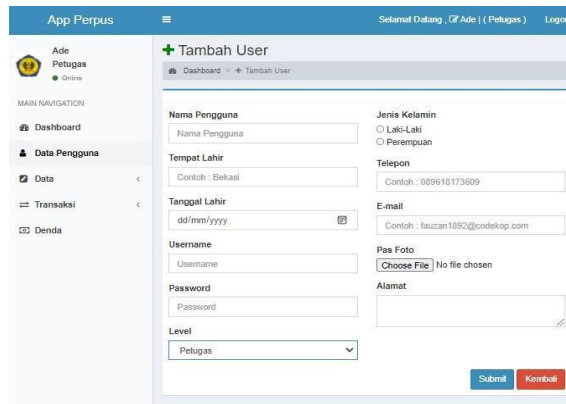 App Perpus
Selamat Datang , Ade | ( Petugas ) Logo
Ade
Petugas
Online
MAIN NAVIGATION
Dashboard
Data Pengguna
Data
Transaksi
Denda
Tambah User
Dashboard > Tambah User
Nama Pengguna
Nama Pengguna
Tempat Lahir
Contoh : Bekasi
Tanggal Lahir
dd/mm/yyyy
Username
Username
Password
Password
Level
Petugas
Jenis Kelamin
Laki-Laki
Perempuan
Telepon
Contoh : 089618173609
E-mail
Contoh : fauzan1892@codekop.com
Pas Foto
Choose File No file chosen
Alamat
Submit Kembali